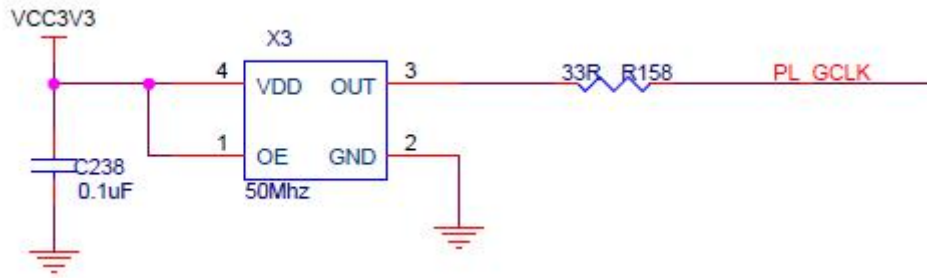 VCC3V3
X3
4 VDD OUT 3
33R R158
PL_GCLK
1 OE GND 2
C238
0.1uF
50Mhz